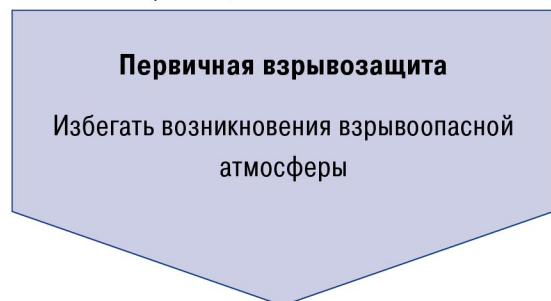 Первичная взрывозащита
Избегать возникновения взрывоопасной
атмосферы